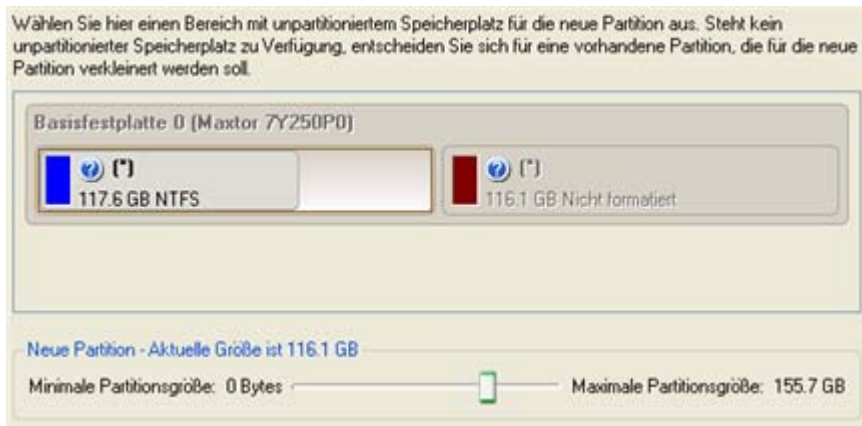 Wählen Sie hier einen Bereich mit unpartitioniertem Speicherplatz für die neue Partition aus. Steht kein
unpartitionierter Speicherplatz zu Verfügung, entscheiden Sie sich für eine vorhandene Partition, die für die neue
Partition verkleinert werden soll.
Basisfestplatte 0 (Maxtor 7Y250P0)
(*)
117.6 GB NTFS
(*)
116.1 GB Nicht formatiert
Neue Partition - Aktuelle Größe ist 116.1 GB
Minimale Partitionsgröße: 0 Bytes
Maximale Partitionsgröße: 155.7 GB